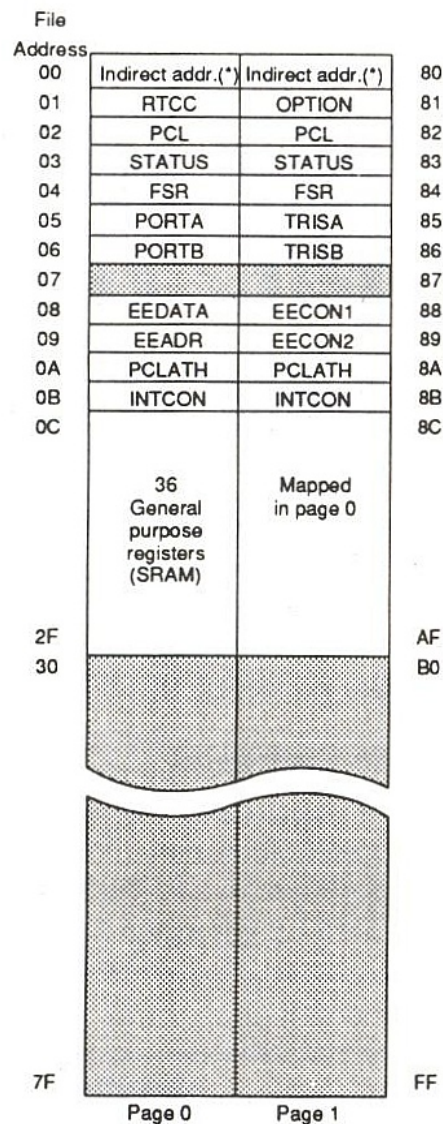 File
Address
00 Indirect addr.(*) Indirect addr.(*) 80
01 RTCC OPTION 81
02 PCL PCL 82
03 STATUS STATUS 83
04 FSR FSR 84
05 PORTA TRISA 85
06 PORTB TRISB 86
07 87
08 EEDATA EECON1 88
09 EEADR EECON2 89
0A PCLATH PCLATH 8A
0B INTCON INTCON 8B
0C 8C
36 Mapped
General in page 0
purpose
registers
(SRAM)
2F AF
30 B0
7F FF
Page 0 Page 1